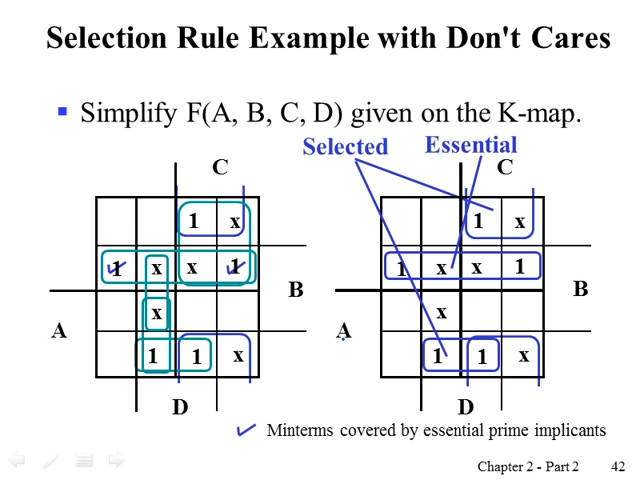 Selection Rule Example with Don't Cares
Simplify F(A, B, C, D) given on the K-map.
Selected Essential
C C
1 x 1 x
1 x x 1 1 x x 1
B B
x x
A A
1 1 x 1 1 x
D D
Minterms covered by essential prime implicants
Chapter 2 - Part 2 42